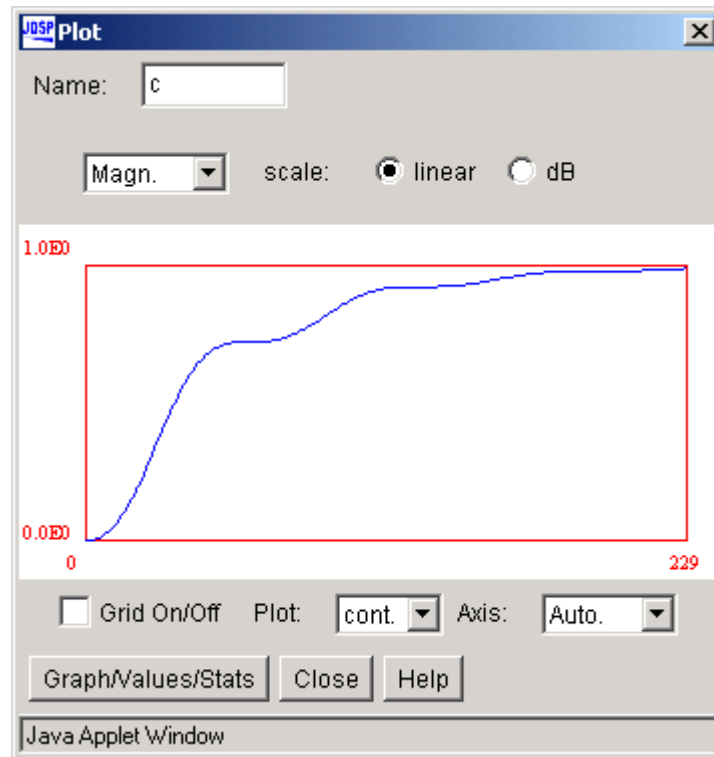 JDSP Plot
Name: c
Magn. scale: linear dB
1.0E0
0.0E0
0 229
Grid On/Off Plot: cont. Axis: Auto.
Graph/Values/Stats Close Help
Java Applet Window